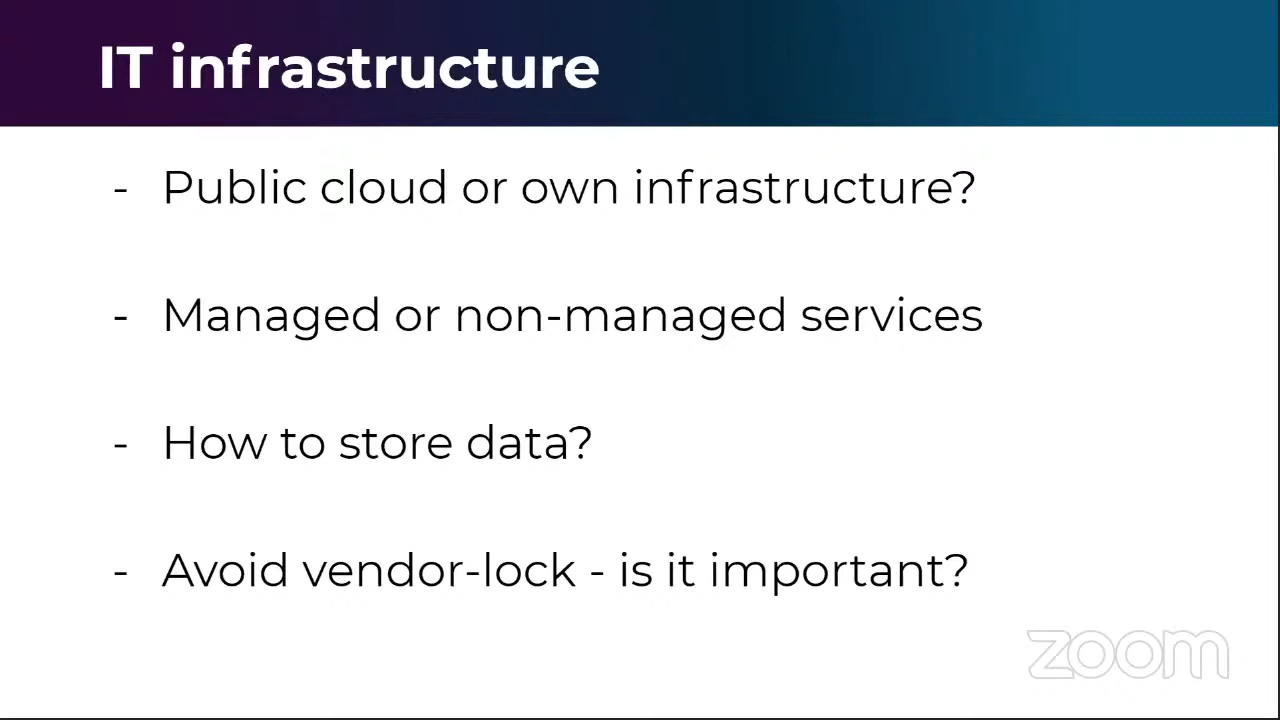 IT infrastructure
- Public cloud or own infrastructure?
- Managed or non-managed services
- How to store data?
- Avoid vendor-lock - is it important?
zoom